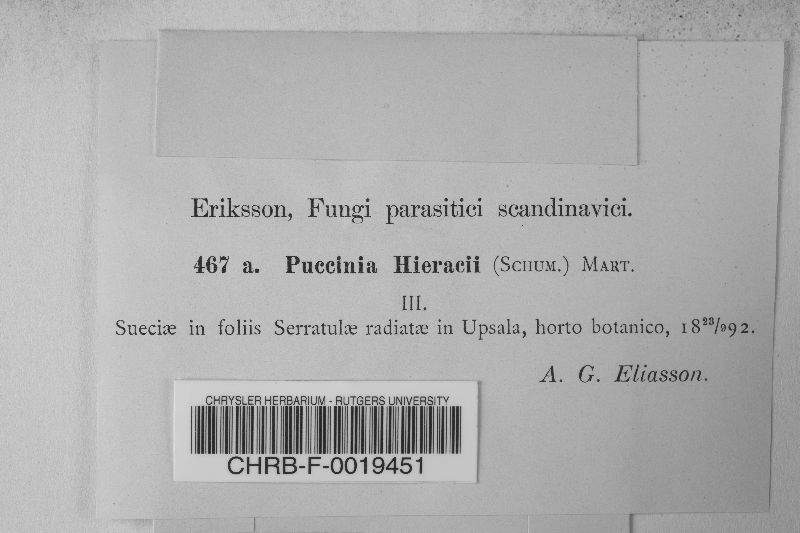 Eriksson, Fungi parasitici scandinavici.
467 a. Puccinia Hieracii (Schum.) Mart.
III.
Sueciæ in foliis Serratulæ radiatæ in Upsala, horto botanico, 18²³/₉92.
A. G. Eliasson.
CHRYSLER HERBARIUM - RUTGERS UNIVERSITY
CHRB-F-0019451